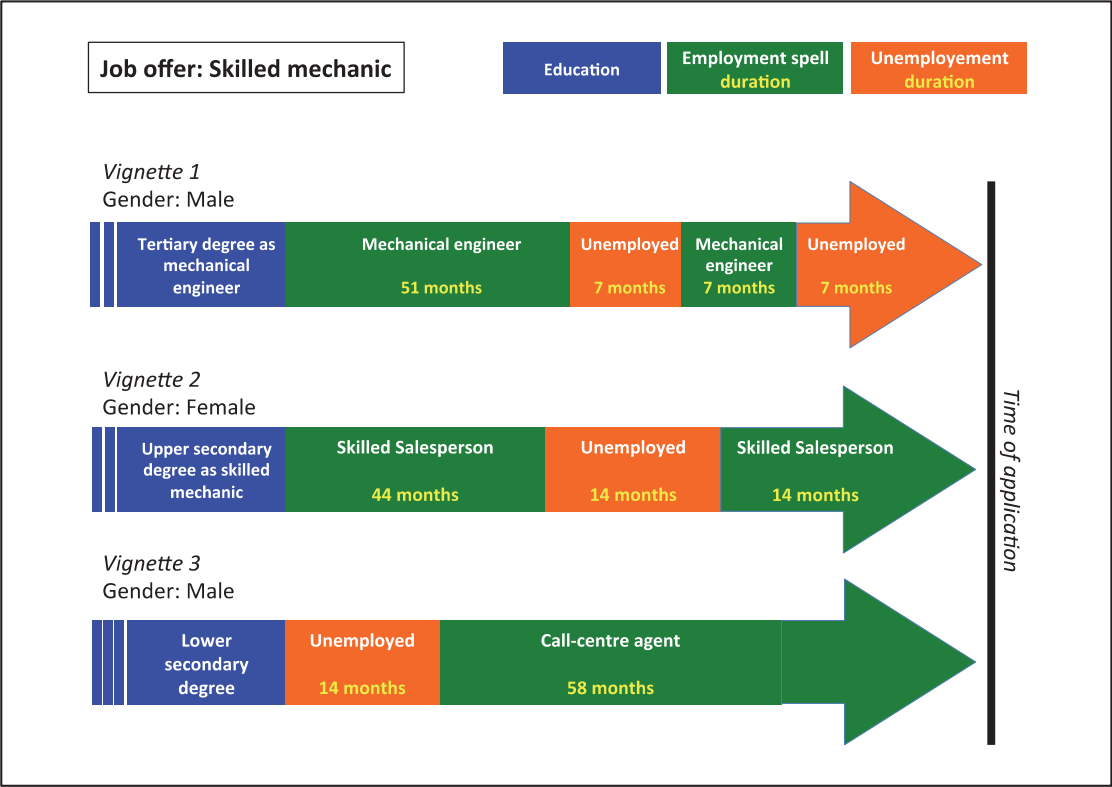 Job offer: Skilled mechanic
Education
Employment spell
duration
Unemployement
duration
Vignette 1
Gender: Male
Tertiary degree as
mechanical
engineer
Mechanical engineer
51 months
Unemployed
7 months
Mechanical
engineer
7 months
Unemployed
7 months
Vignette 2
Gender: Female
Upper secondary
degree as skilled
mechanic
Skilled Salesperson
44 months
Unemployed
14 months
Skilled Salesperson
14 months
Vignette 3
Gender: Male
Lower
secondary
degree
Unemployed
14 months
Call-centre agent
58 months
Time of application